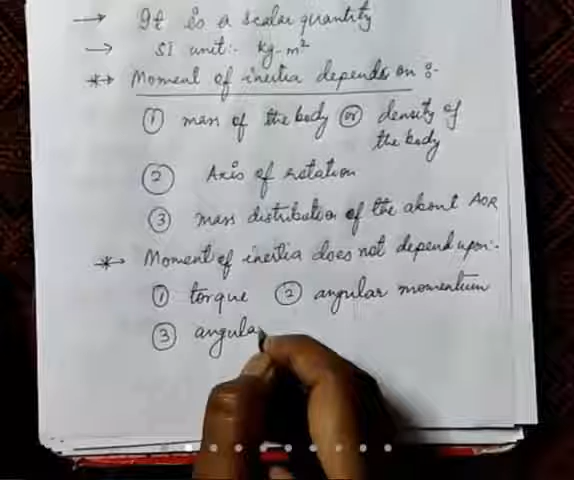 → It is a scalar quantity
→ SI unit:- kg-m²
** Moment of inertia depends on :-
① mass of the body (or) density of the body
② Axis of rotation
③ mass distribution of the about AOR
* Moment of inertia does not depend upon:-
① torque ② angular momentum
③ angula